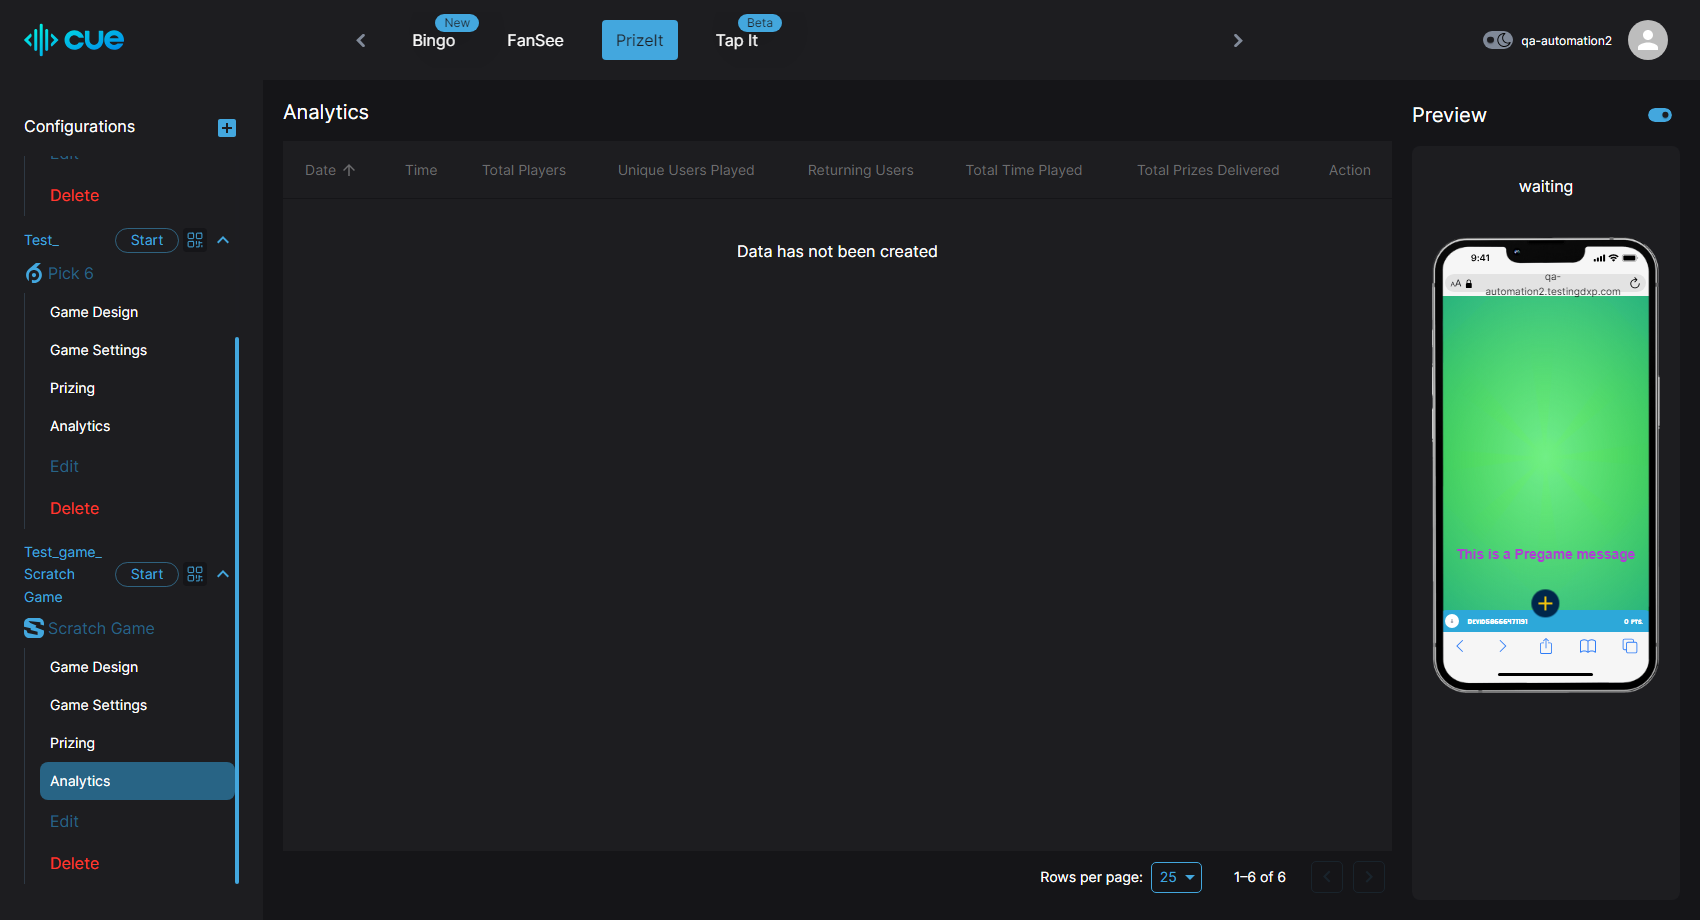 cue
New
Bingo
FanSee
PrizeIt
Beta
Tap It
qa-automation2
Configurations
Edit
Delete
Test_
Start
Pick 6
Game Design
Game Settings
Prizing
Analytics
Edit
Delete
Test_game_
Scratch
Game
Start
Scratch Game
Game Design
Game Settings
Prizing
Analytics
Edit
Delete
Analytics
Date
Time
Total Players
Unique Users Played
Returning Users
Total Time Played
Total Prizes Delivered
Action
Data has not been created
Rows per page:
25
1–6 of 6
Preview
waiting
9:41
AA
qa-
automation2.testingdxp.com
This is a Pregame message
0 PTS.